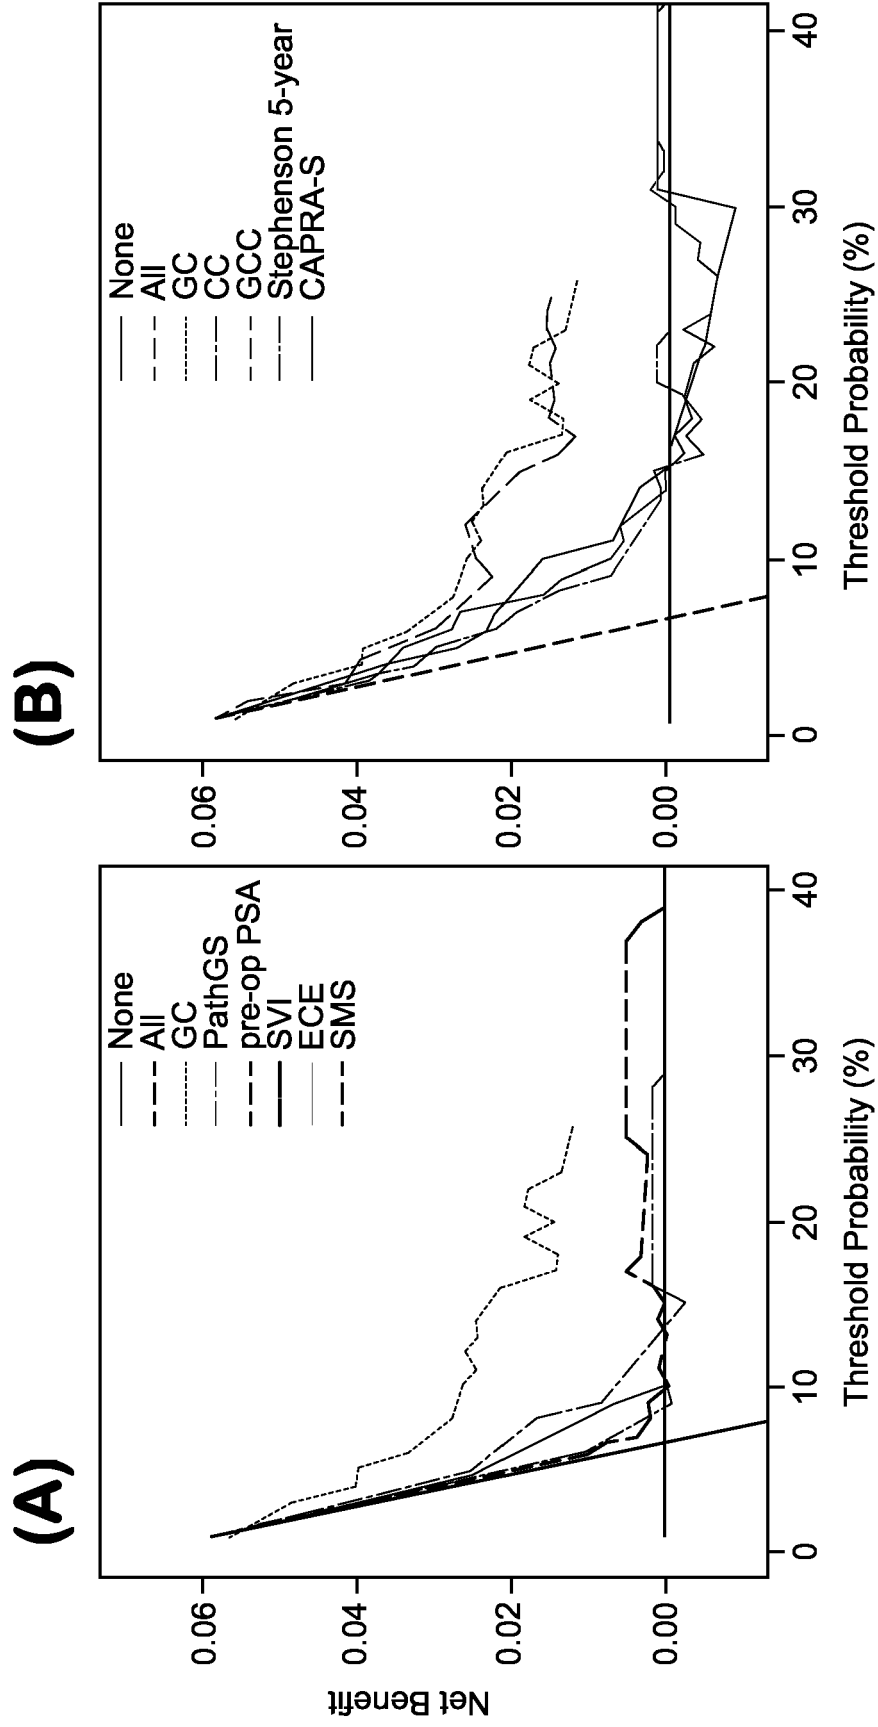 (A)
None
All
GC
PathGS
pre-op PSA
SVI
ECE
SMS
Net Benefit
0.06
0.04
0.02
0.00
0
10
20
30
40
Threshold Probability (%)
(B)
None
All
GC
CC
GCC
Stephenson 5-year
CAPRA-S
0.06
0.04
0.02
0.00
0
10
20
30
40
Threshold Probability (%)